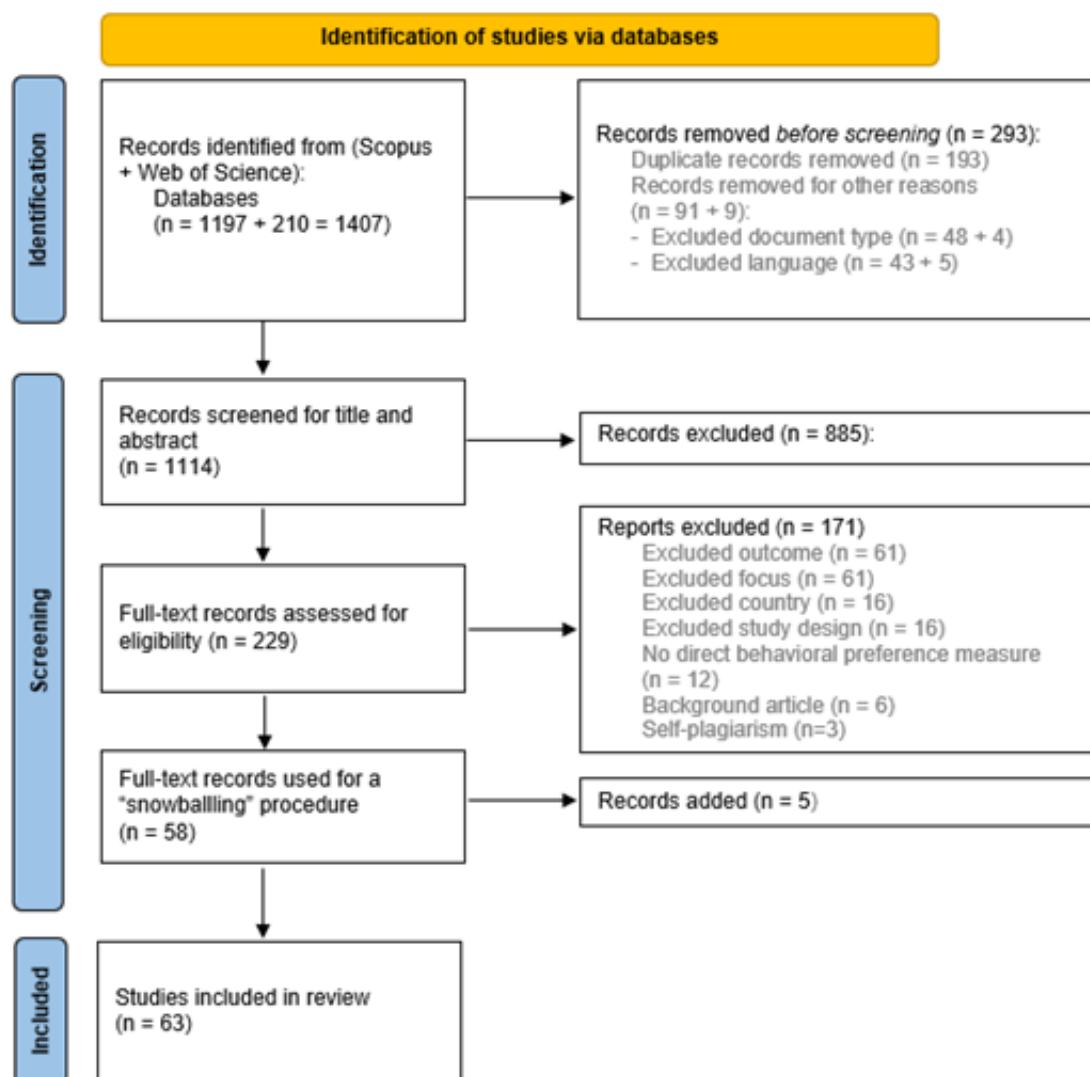 Identification of studies via databases
Identification
Records identified from (Scopus
+ Web of Science):
Databases
(n = 1197 + 210 = 1407)
Records removed before screening (n = 293):
Duplicate records removed (n = 193)
Records removed for other reasons
(n = 91 + 9):
- Excluded document type (n = 48 + 4)
- Excluded language (n = 43 + 5)
Screening
Records screened for title and
abstract
(n = 1114)
Records excluded (n = 885):
Full-text records assessed for
eligibility (n = 229)
Reports excluded (n = 171)
Excluded outcome (n = 61)
Excluded focus (n = 61)
Excluded country (n = 16)
Excluded study design (n = 16)
No direct behavioral preference measure
(n = 12)
Background article (n = 6)
Self-plagiarism (n=3)
Full-text records used for a
“snowballling” procedure
(n = 58)
Records added (n = 5)
Included
Studies included in review
(n = 63)